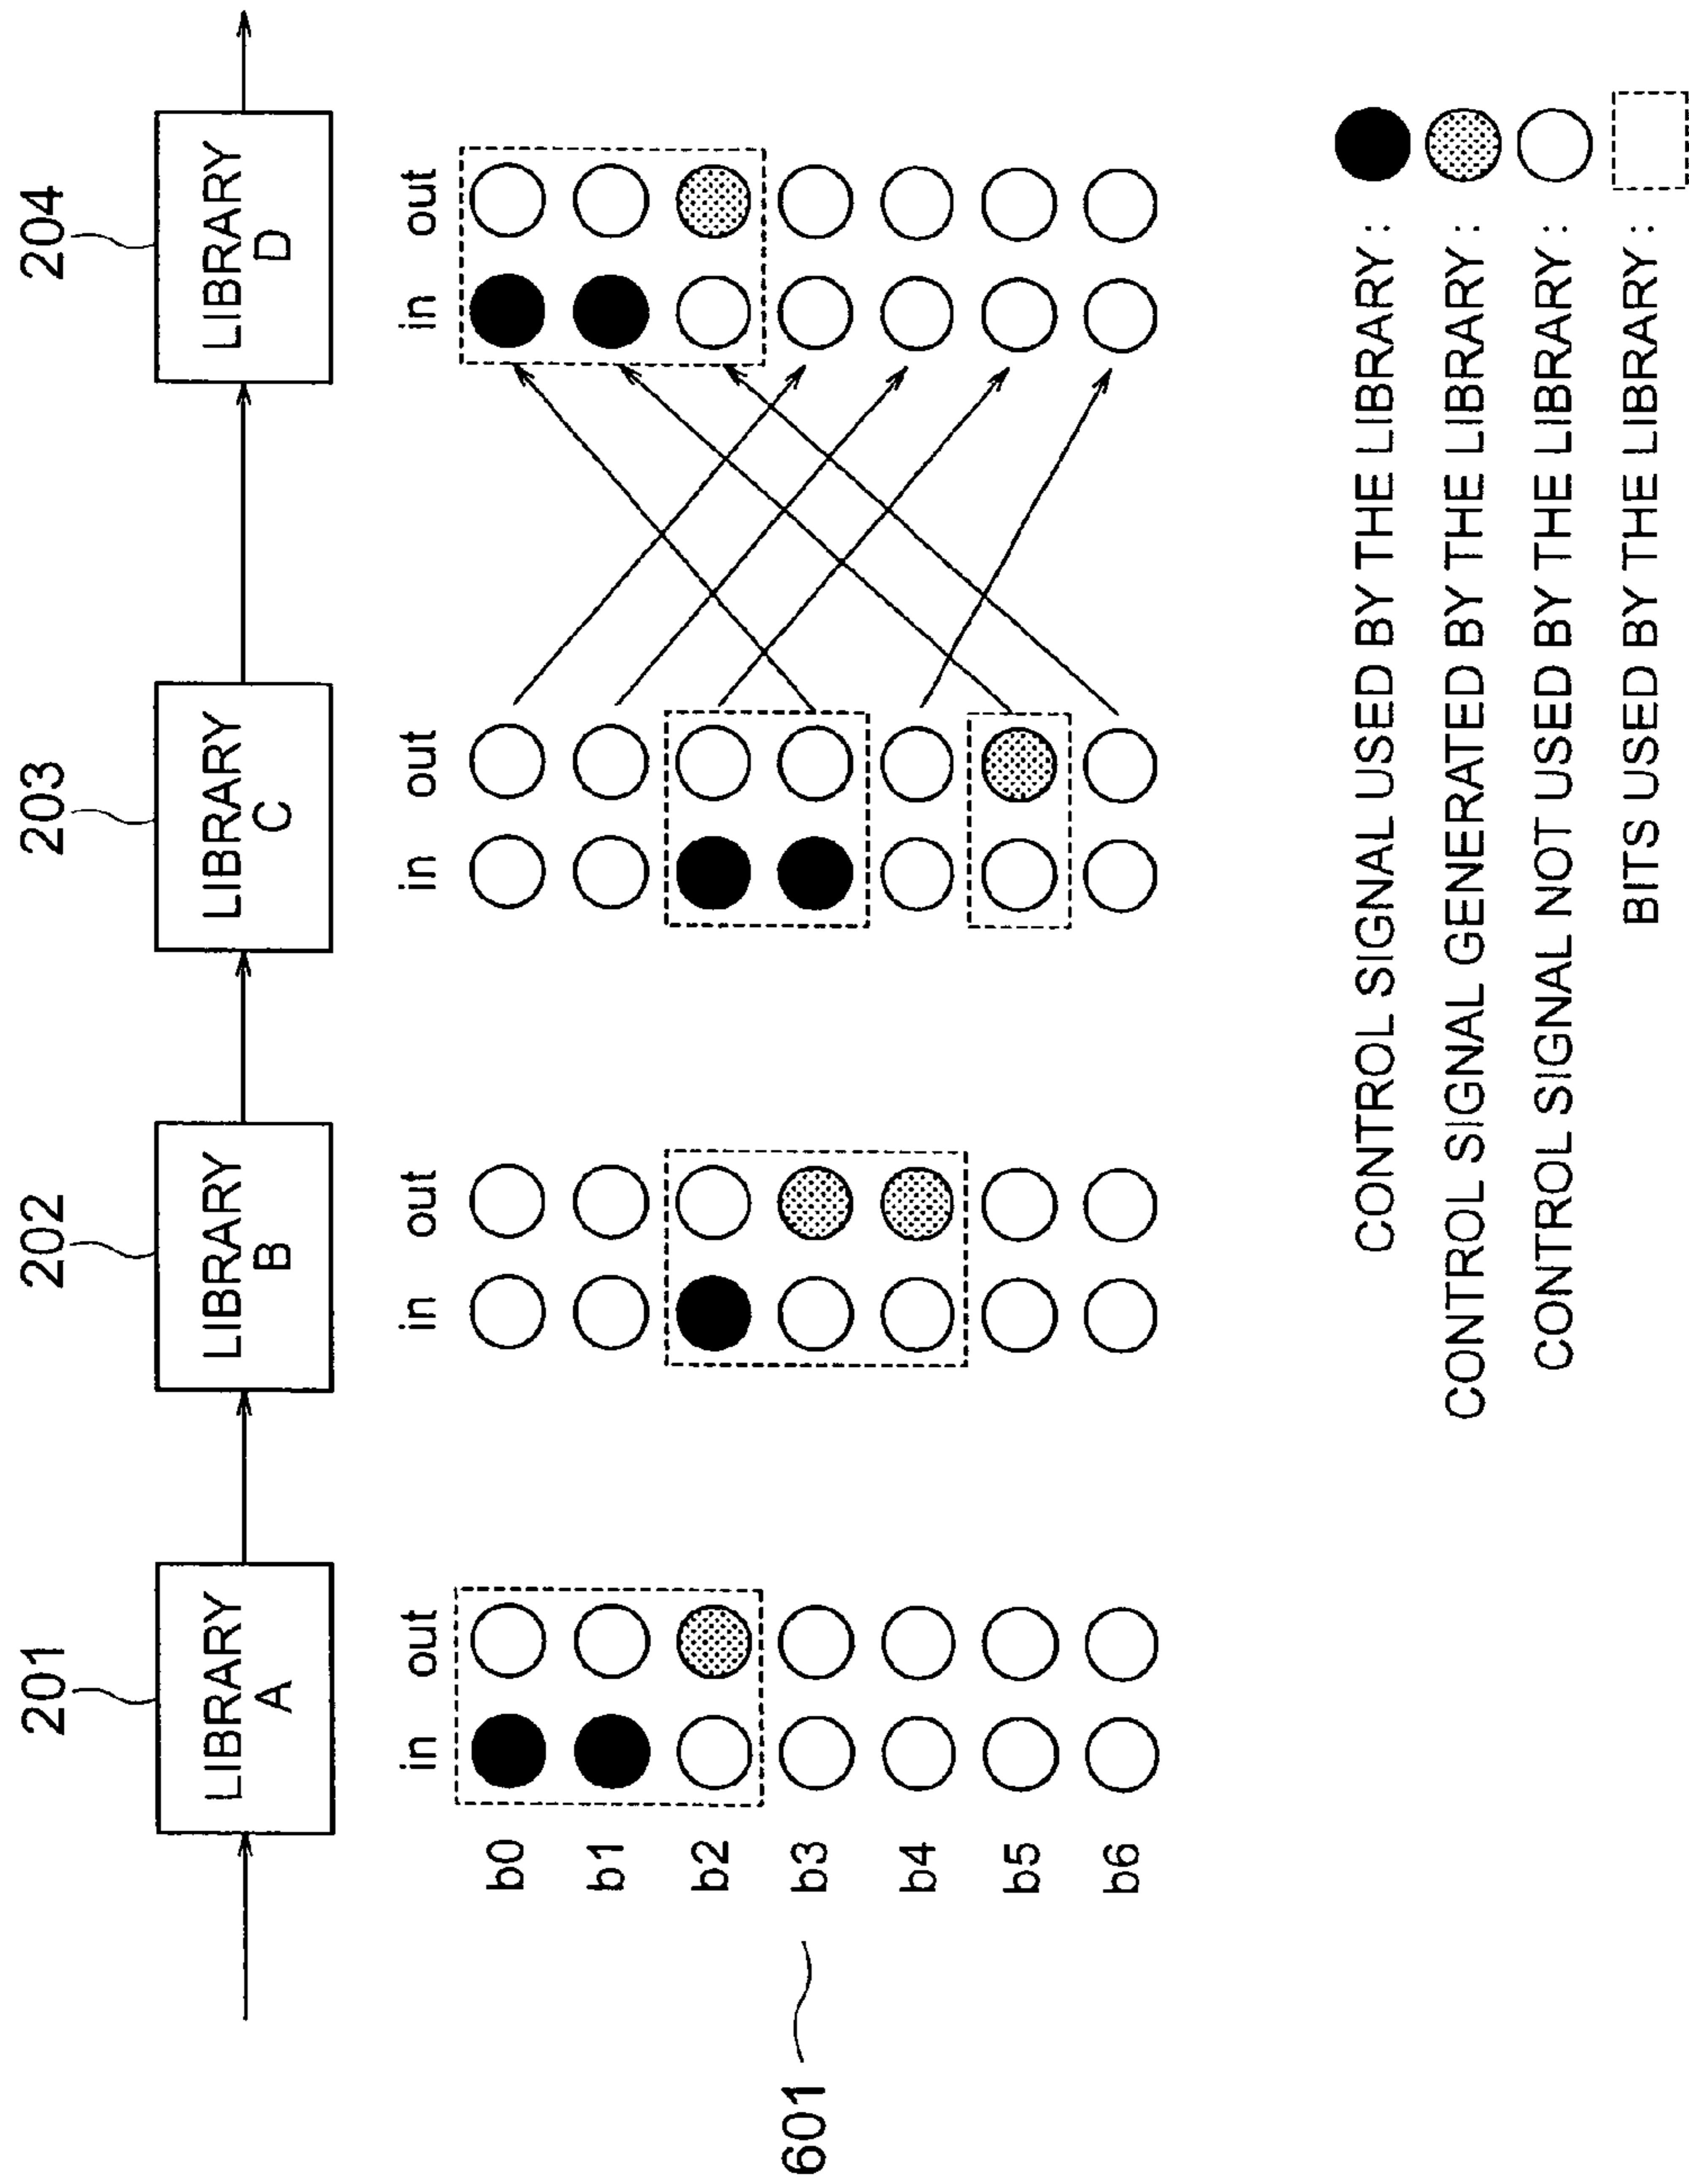 201
202
203
204
LIBRARY
A
LIBRARY
B
LIBRARY
C
LIBRARY
D
in out
in out
in out
in out
b0
b1
b2
b3
b4
b5
b6
601
CONTROL SIGNAL USED BY THE LIBRARY :
CONTROL SIGNAL GENERATED BY THE LIBRARY :
CONTROL SIGNAL NOT USED BY THE LIBRARY :
BITS USED BY THE LIBRARY :